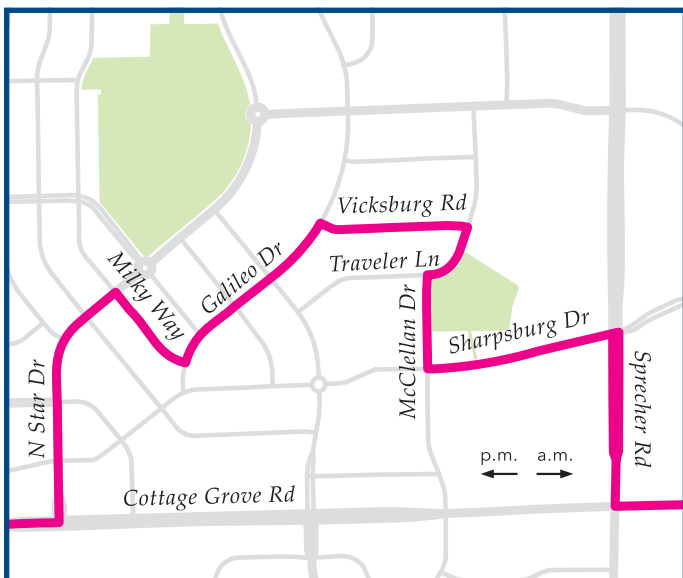 Vicksburg Rd
Traveler Ln
Milky Way
Galileo Dr
Sharpsburg Dr
McClellan Dr
N Star Dr
Sprecher Rd
p.m. a.m.
Cottage Grove Rd